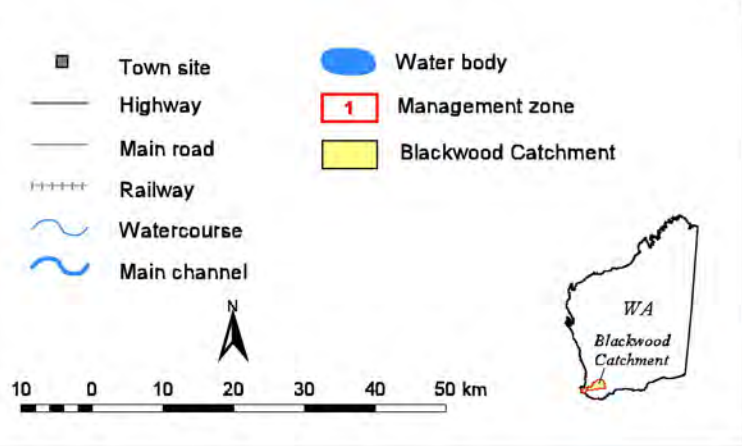 Town site
Highway
Main road
Railway
Watercourse
Main channel
Water body
1 Management zone
Blackwood Catchment
N
10 0 10 20 30 40 50 km
WA
Blackwood
Catchment